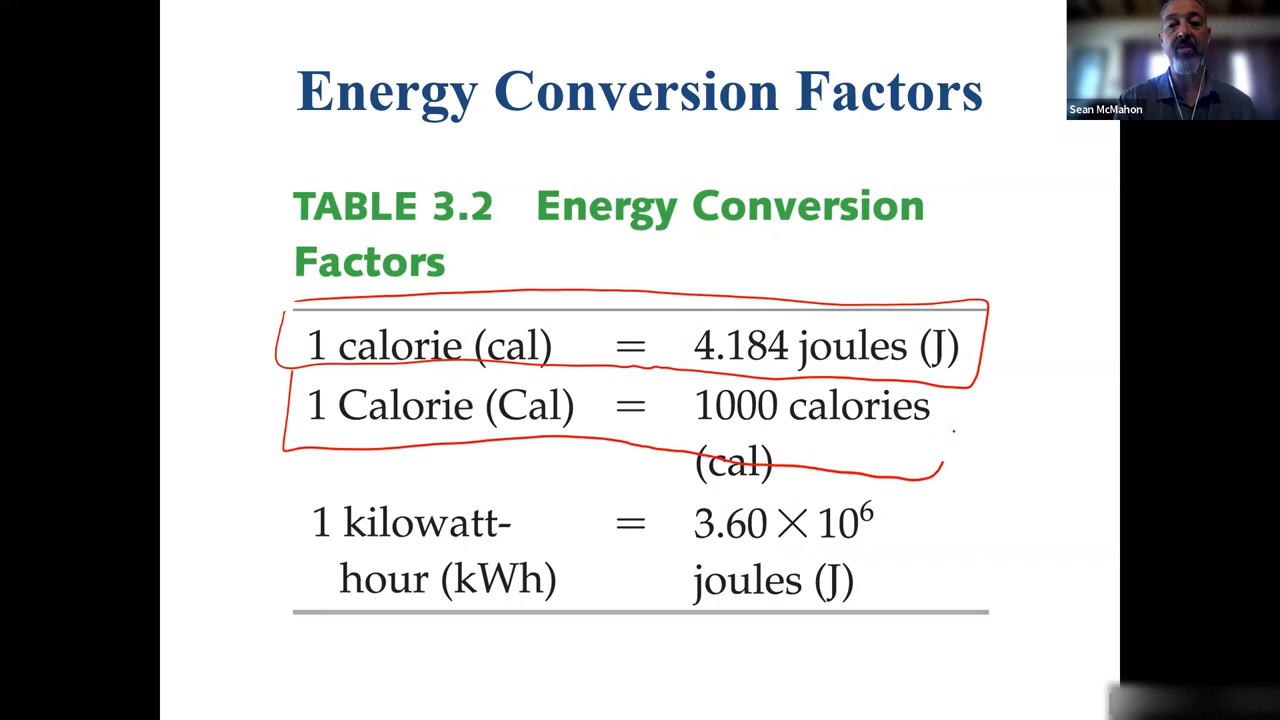 Energy Conversion Factors
Sean McMahon
TABLE 3.2 Energy Conversion
Factors
1 calorie (cal) = 4.184 joules (J)
1 Calorie (Cal) = 1000 calories
(cal)
1 kilowatt- = 3.60 × 10⁶
hour (kWh) joules (J)